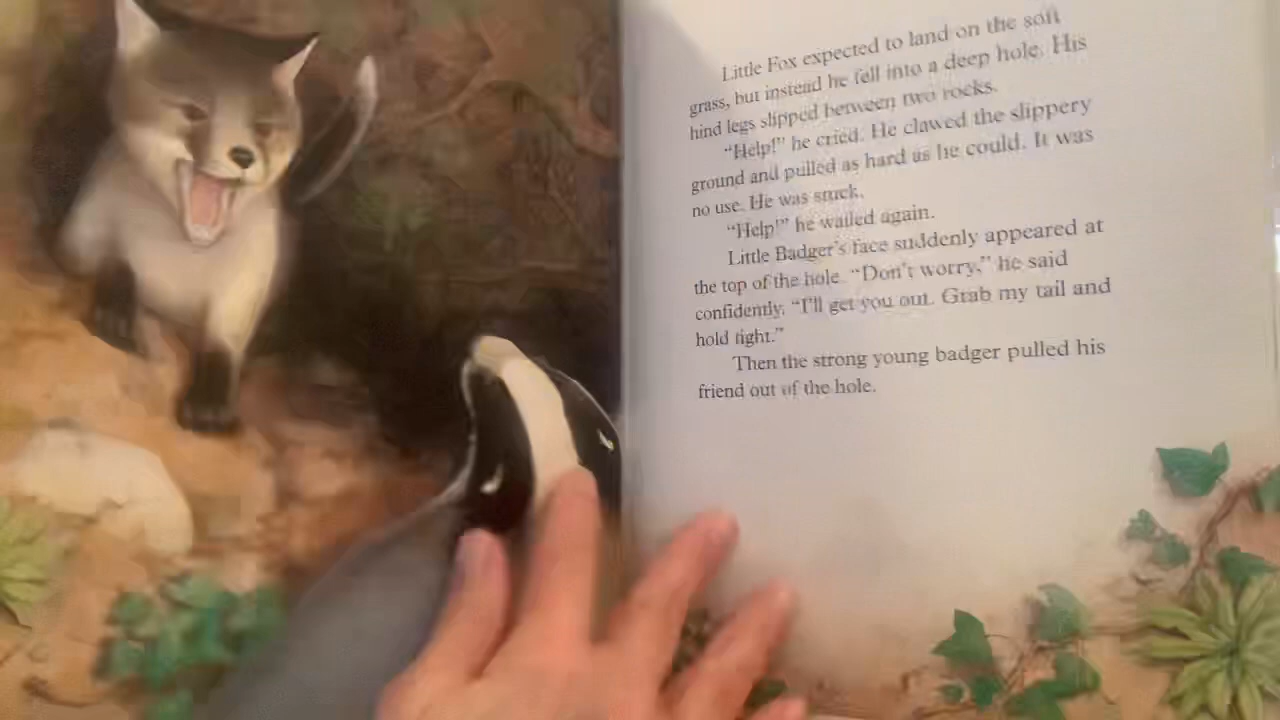 Little Fox expected to land on the soft
grass, but instead he fell into a deep hole. His
hind legs slipped between two rocks.
“Help!” he cried. He clawed the slippery
ground and pulled as hard as he could. It was
no use. He was stuck.
“Help!” he wailed again.
Little Badger’s face suddenly appeared at
the top of the hole. “Don’t worry,” he said
confidently. “I’ll get you out. Grab my tail and
hold tight.”
Then the strong young badger pulled his
friend out of the hole.